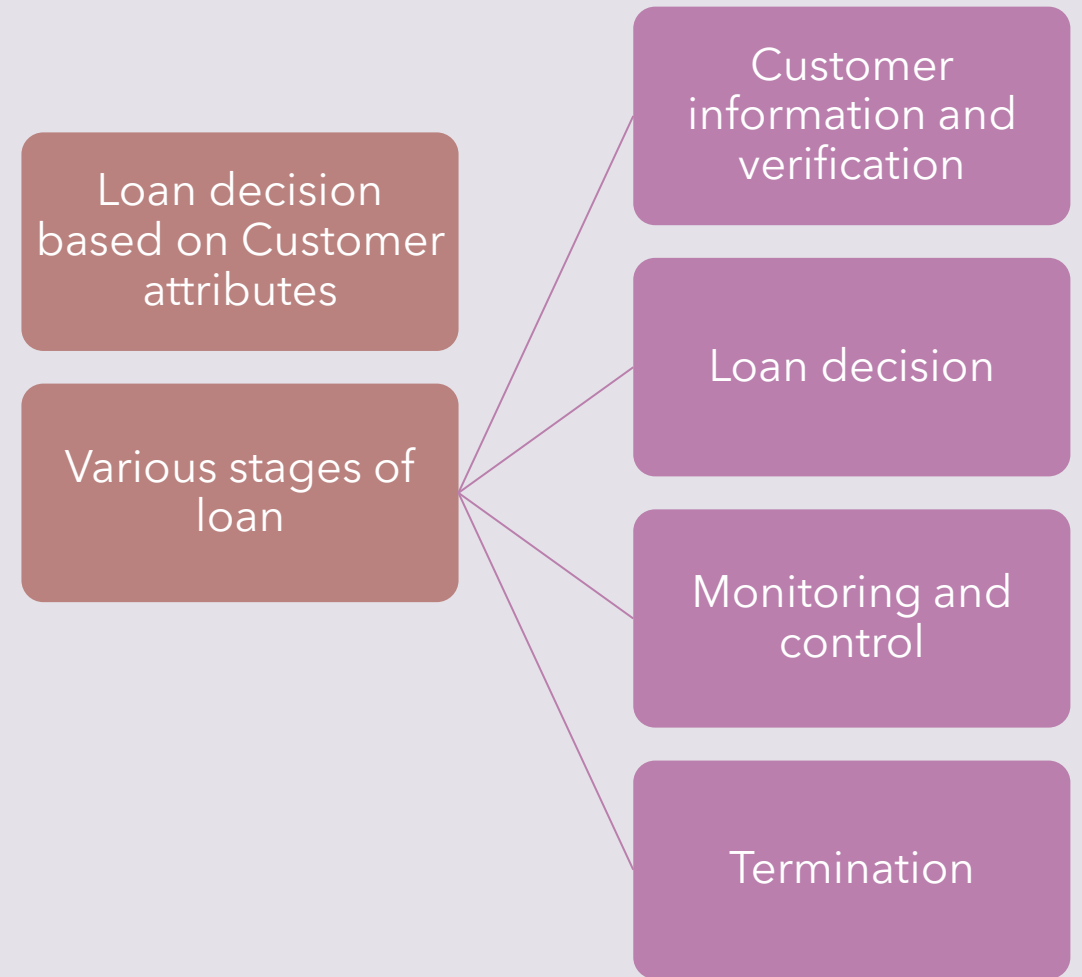 Loan decision
based on Customer
attributes
Various stages of
loan
Customer
information and
verification
Loan decision
Monitoring and
control
Termination